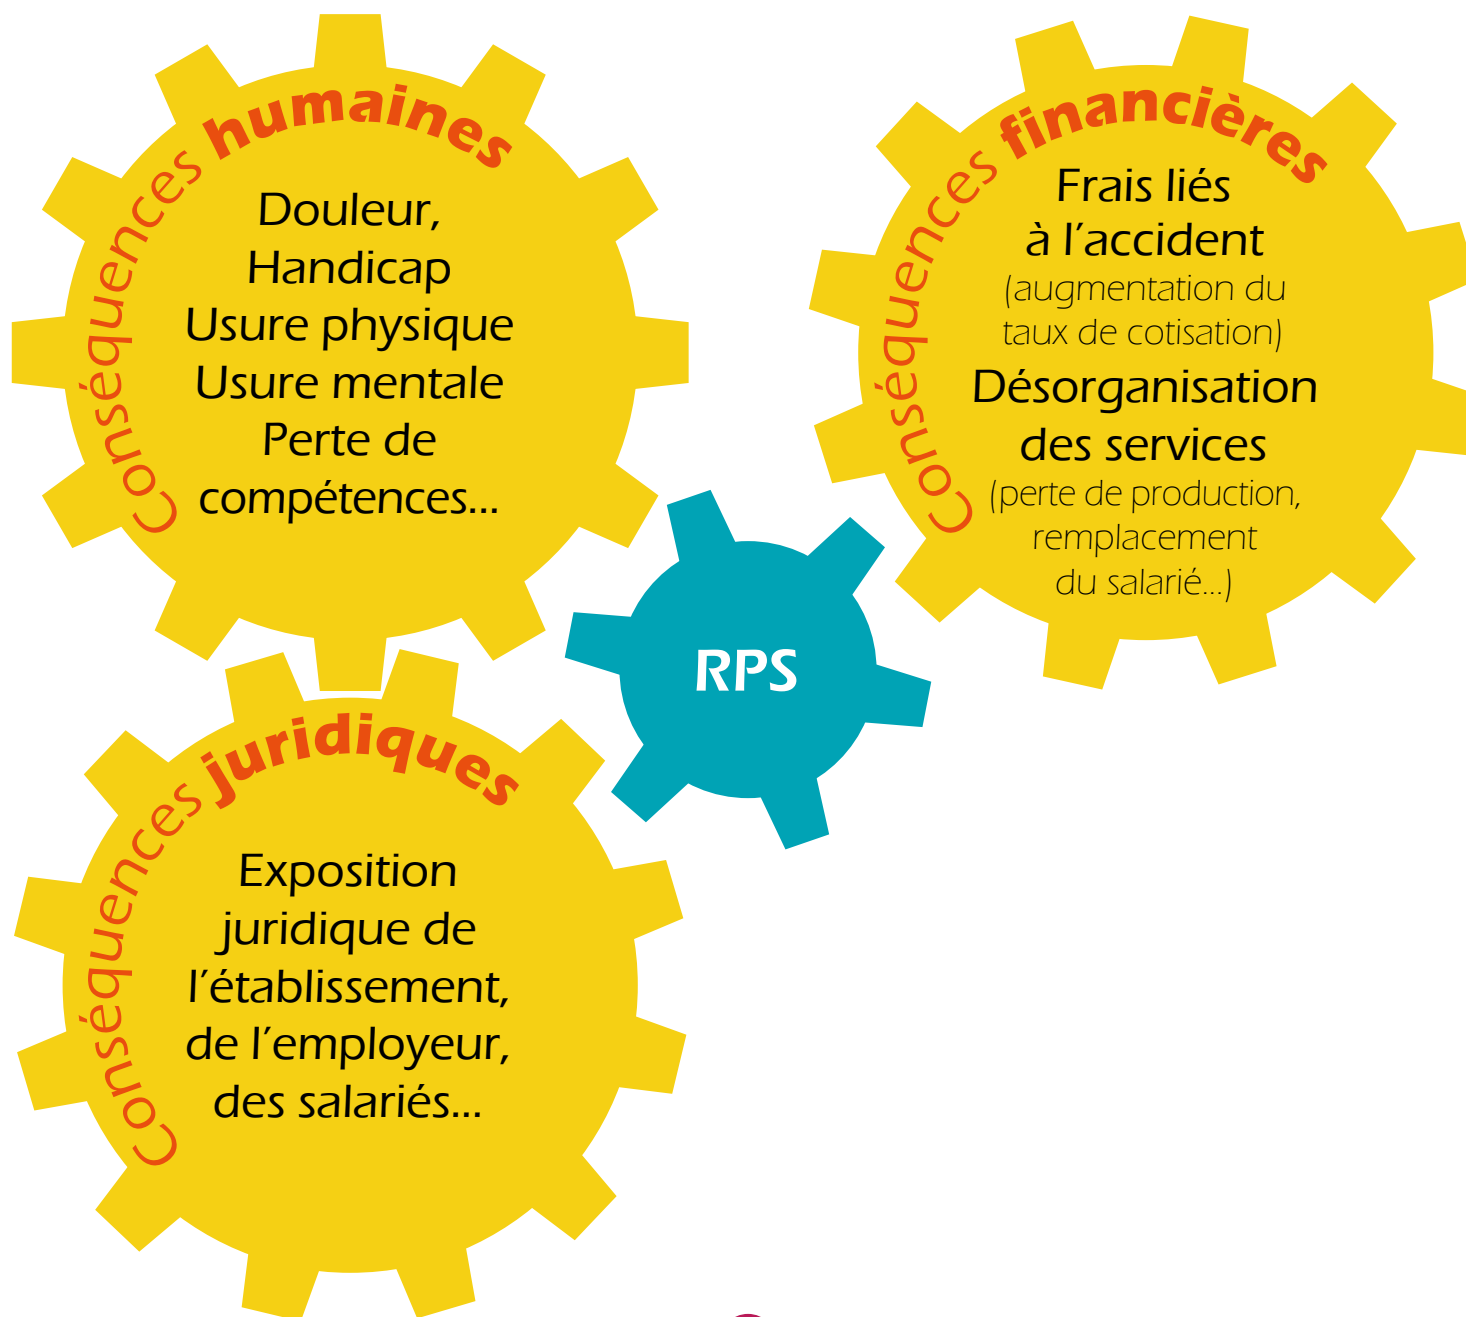 Conséquences humaines
Douleur,
Handicap
Usure physique
Usure mentale
Perte de
compétences...
Conséquences financières
Frais liés
à l'accident
(augmentation du
taux de cotisation)
Désorganisation
des services
(perte de production,
remplacement
du salarié...)
RPS
Conséquences juridiques
Exposition
juridique de
l'établissement,
de l'employeur,
des salariés...